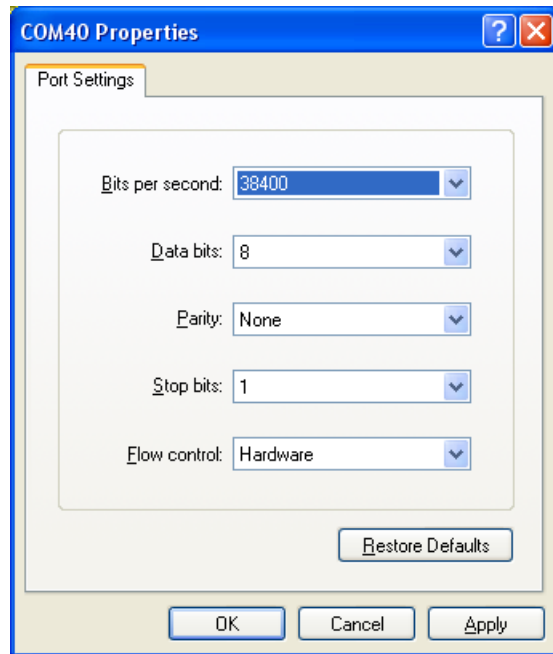 COM40 Properties
Port Settings
Bits per second: 38400
Data bits: 8
Parity: None
Stop bits: 1
Flow control: Hardware
Restore Defaults
OK Cancel Apply